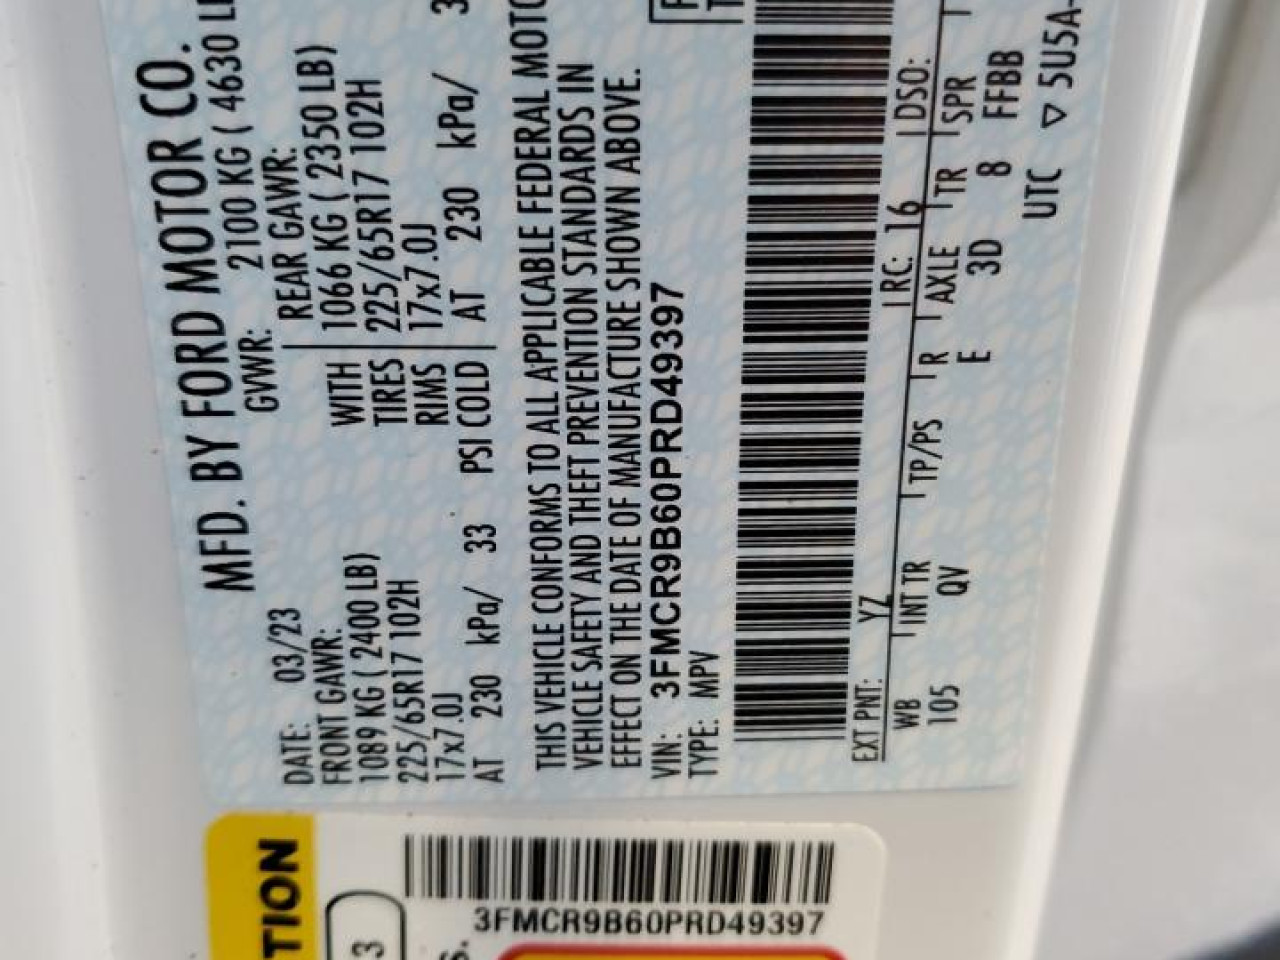 MFD. BY FORD MOTOR CO.
DATE: 03/23 GVWR: 2100 KG ( 4630 L
FRONT GAWR: REAR GAWR:
1089 KG ( 2400 LB) WITH 1066 KG ( 2350 LB)
225/65R17 102H TIRES 225/65R17 102H
17x7.0J RIMS 17x7.0J
AT 230 kPa/ 33 PSI COLD AT 230 kPa/ 3
THIS VEHICLE CONFORMS TO ALL APPLICABLE FEDERAL MOTO
VEHICLE SAFETY AND THEFT PREVENTION STANDARDS IN
EFFECT ON THE DATE OF MANUFACTURE SHOWN ABOVE.
VIN: 3FMCR9B60PRD49397
TYPE: MPV
EXT PNT: YZ RC: 16 DSO:
WB INT TR TP/PS R AXLE TR SPR
105 QV E 3D 8 FFBB
UTC ▽ 5U5A-
TION
3
3FMCR9B60PRD49397
S.